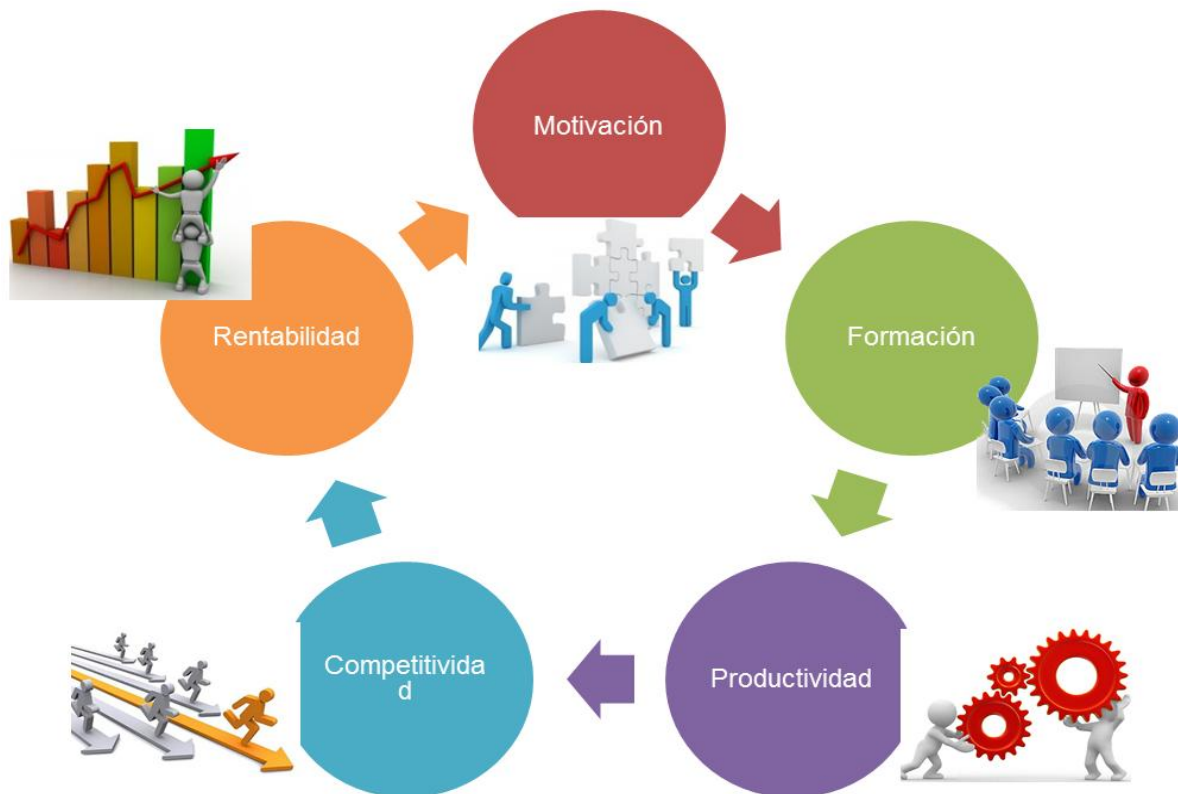 Motivación
Rentabilidad
Formación
Competitivida
d
Productividad